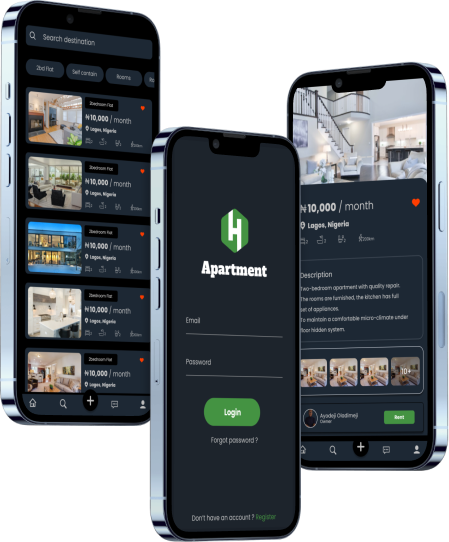 Search destination
2bd Flat
Self contain
Rooms
2bedroom Flat
₦10,000 / month
Lagos, Nigeria
2bedroom Flat
₦10,000 / month
Lagos, Nigeria
2bedroom Flat
₦10,000 / month
Lagos, Nigeria
2bedroom Flat
₦10,000 / month
Lagos, Nigeria
2bedroom Flat
₦10,000 / month
Lagos, Nigeria
H
Apartment
Email
Password
Login
Forgot password ?
Don't have an account ? Register
₦10,000 / month
Lagos, Nigeria
Description
Two-bedroom apartment with quality repair.
The rooms are furnished, the kitchen has full
set of appliances.
To maintain a comfortable micro-climate under
floor hidden system.
10+
Ayodeji Oladimeji
Owner
Rent